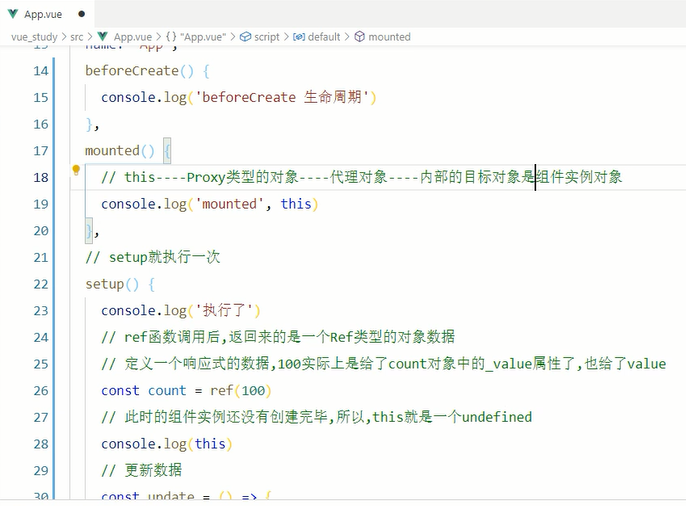 App.vue
vue_study > src > App.vue > {} "App.vue" > script > default > mounted
13 name: 'App',
14 beforeCreate() {
15 console.log('beforeCreate 生命周期')
16 },
17 mounted() {
18 // this----Proxy类型的对象----代理对象----内部的目标对象是组件实例对象
19 console.log('mounted', this)
20 },
21 // setup就执行一次
22 setup() {
23 console.log('执行了')
24 // ref函数调用后,返回来的是一个Ref类型的对象数据
25 // 定义一个响应式的数据,100实际上是给了count对象中的_value属性了,也给了value
26 const count = ref(100)
27 // 此时的组件实例还没有创建完毕,所以,this就是一个undefined
28 console.log(this)
29 // 更新数据
30 const update = () => {